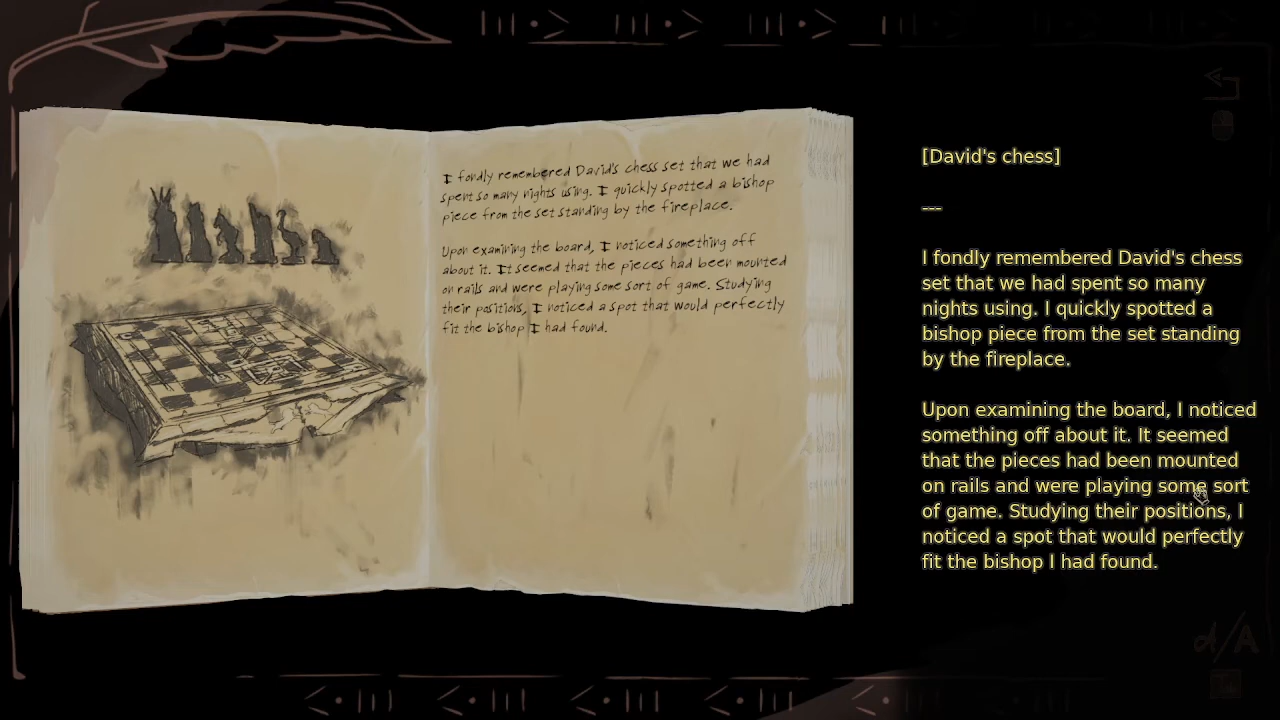 I fondly remembered David's chess set that we had
spent so many nights using. I quickly spotted a bishop
piece from the set standing by the fireplace.
Upon examining the board, I noticed something off
about it. It seemed that the pieces had been mounted
on rails and were playing some sort of game. Studying
their positions, I noticed a spot that would perfectly
fit the bishop I had found.
[David's chess]
---
I fondly remembered David's chess
set that we had spent so many
nights using. I quickly spotted a
bishop piece from the set standing
by the fireplace.
Upon examining the board, I noticed
something off about it. It seemed
that the pieces had been mounted
on rails and were playing some sort
of game. Studying their positions, I
noticed a spot that would perfectly
fit the bishop I had found.
A/A